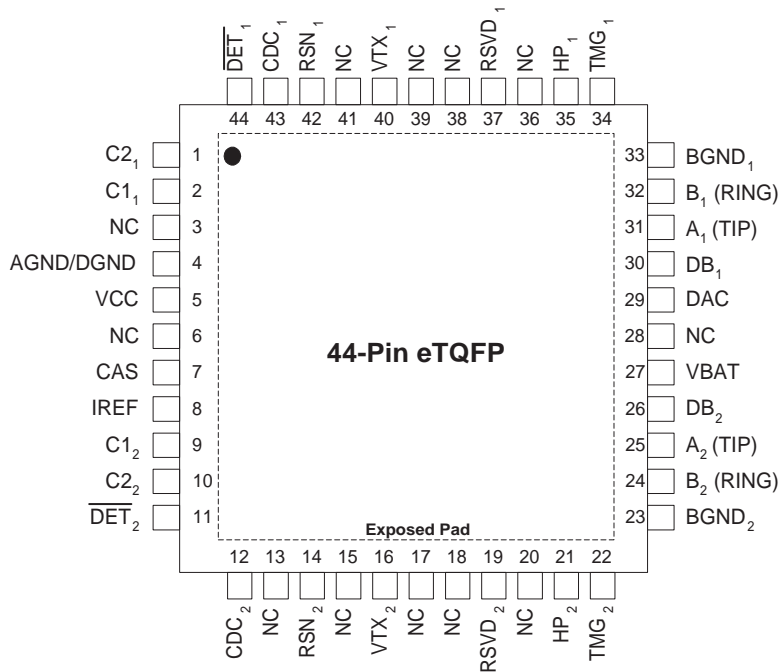 DET₁ CDC₁ RSN₁ NC VTX₁ NC NC RSVD₁ NC HP₁ TMG₁
44 43 42 41 40 39 38 37 36 35 34
C2₁ 1 33 BGND₁
C1₁ 2 32 B₁ (RING)
NC 3 31 A₁ (TIP)
AGND/DGND 4 30 DB₁
VCC 5 29 DAC
NC 6 28 NC
44-Pin eTQFP
CAS 7 27 VBAT
IREF 8 26 DB₂
C1₂ 9 25 A₂ (TIP)
C2₂ 10 24 B₂ (RING)
DET₂ 11 23 BGND₂
Exposed Pad
12 13 14 15 16 17 18 19 20 21 22
CDC₂ NC RSN₂ NC VTX₂ NC NC RSVD₂ NC HP₂ TMG₂